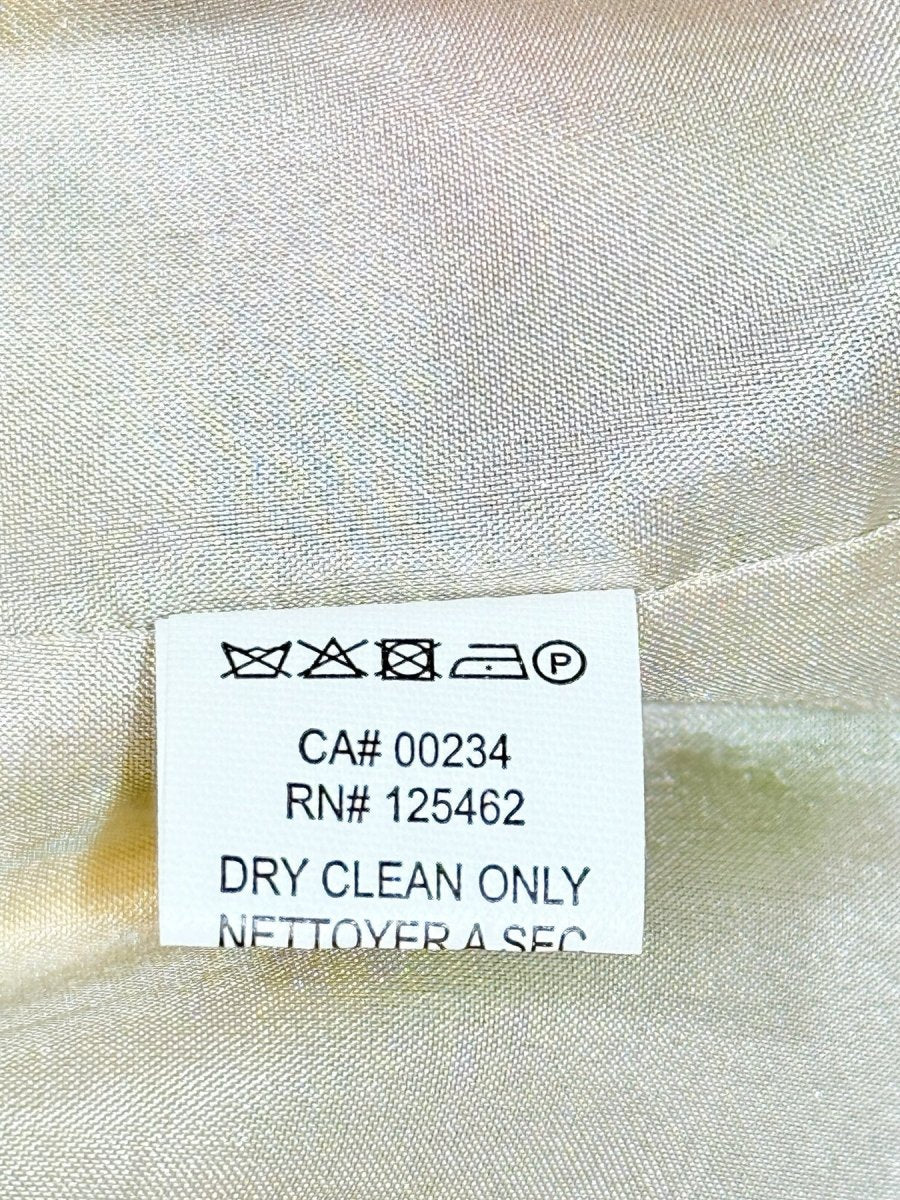 P
CA# 00234
RN# 125462
DRY CLEAN ONLY
NETTOYER A SEC